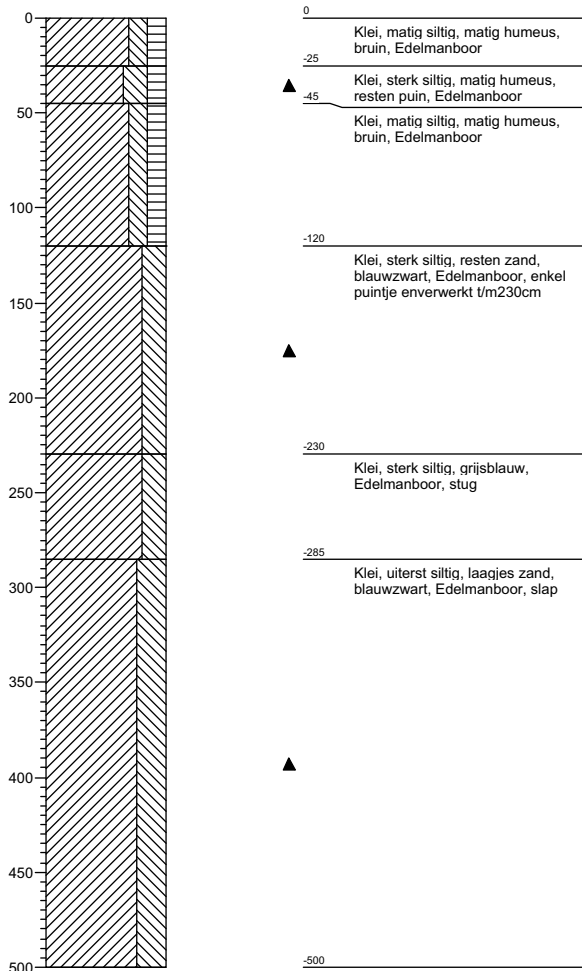 0
50
100
150
200
250
300
350
400
450
500
0
Klei, matig siltig, matig humeus,
bruin, Edelmanboor
-25
Klei, sterk siltig, matig humeus,
resten puin, Edelmanboor
-45
Klei, matig siltig, matig humeus,
bruin, Edelmanboor
-120
Klei, sterk siltig, resten zand,
blauwzwart, Edelmanboor, enkel
puintje enverwerkt t/m230cm
-230
Klei, sterk siltig, grijsblauw,
Edelmanboor, stug
-285
Klei, uiterst siltig, laagjes zand,
blauwzwart, Edelmanboor, slap
-500